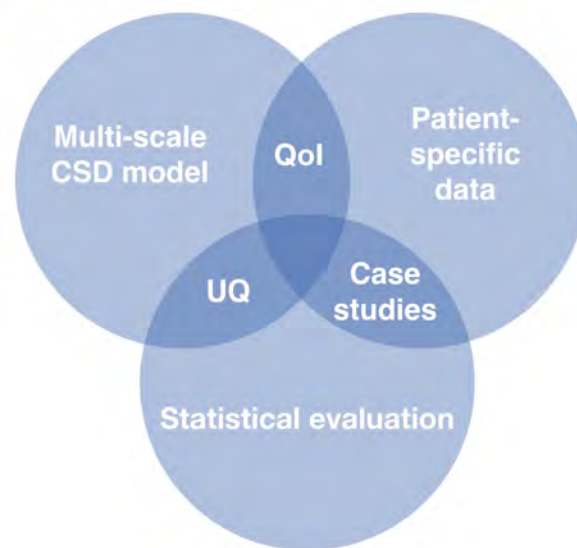 Multi-scale
CSD model
QoI
Patient-
specific
data
UQ
Case
studies
Statistical evaluation